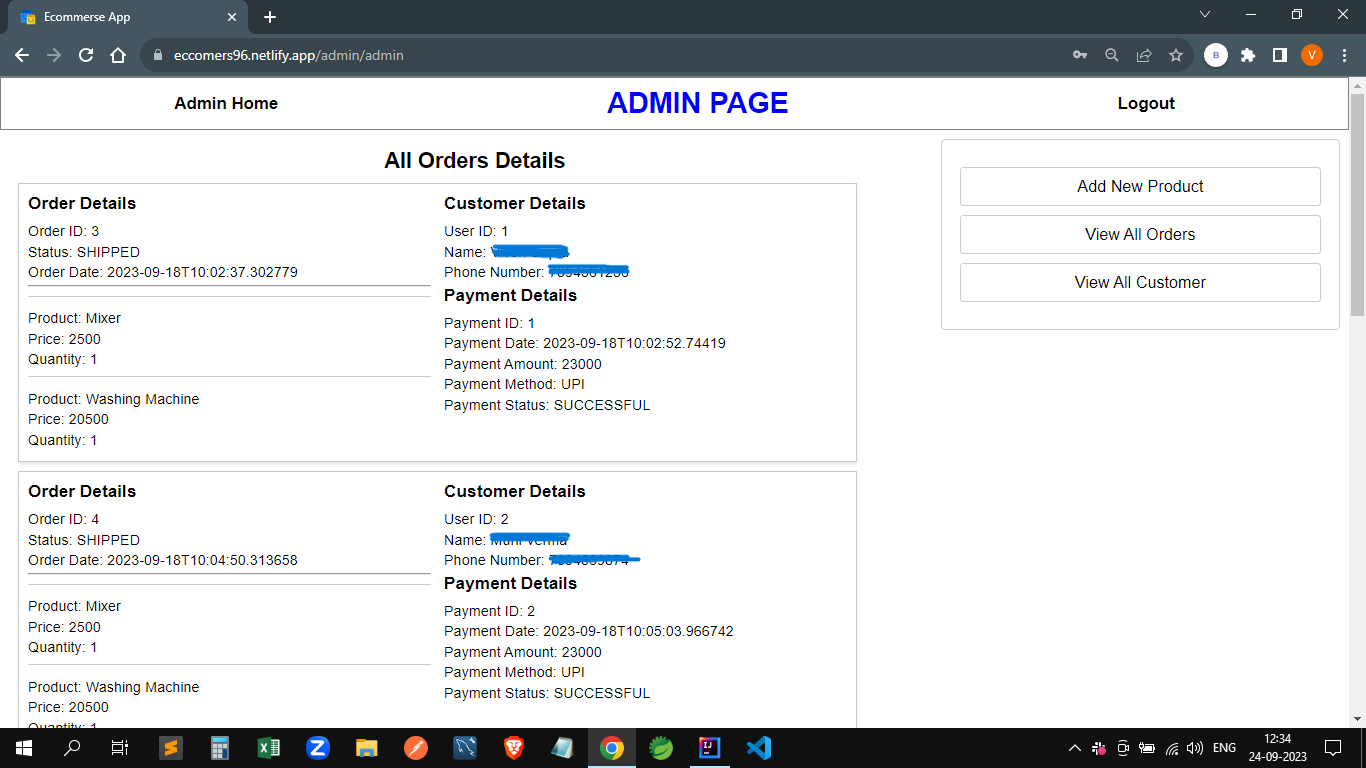 Ecommerse App
eccomers96.netlify.app/admin/admin
B
V
Admin Home
ADMIN PAGE
Logout
All Orders Details
Order Details
Order ID: 3
Status: SHIPPED
Order Date: 2023-09-18T10:02:37.302779
Product: Mixer
Price: 2500
Quantity: 1
Product: Washing Machine
Price: 20500
Quantity: 1
Customer Details
User ID: 1
Name:
Phone Number:
Payment Details
Payment ID: 1
Payment Date: 2023-09-18T10:02:52.74419
Payment Amount: 23000
Payment Method: UPI
Payment Status: SUCCESSFUL
Order Details
Order ID: 4
Status: SHIPPED
Order Date: 2023-09-18T10:04:50.313658
Product: Mixer
Price: 2500
Quantity: 1
Product: Washing Machine
Price: 20500
Quantity: 1
Customer Details
User ID: 2
Name:
Phone Number:
Payment Details
Payment ID: 2
Payment Date: 2023-09-18T10:05:03.966742
Payment Amount: 23000
Payment Method: UPI
Payment Status: SUCCESSFUL
Add New Product
View All Orders
View All Customer
ENG
12:34
24-09-2023